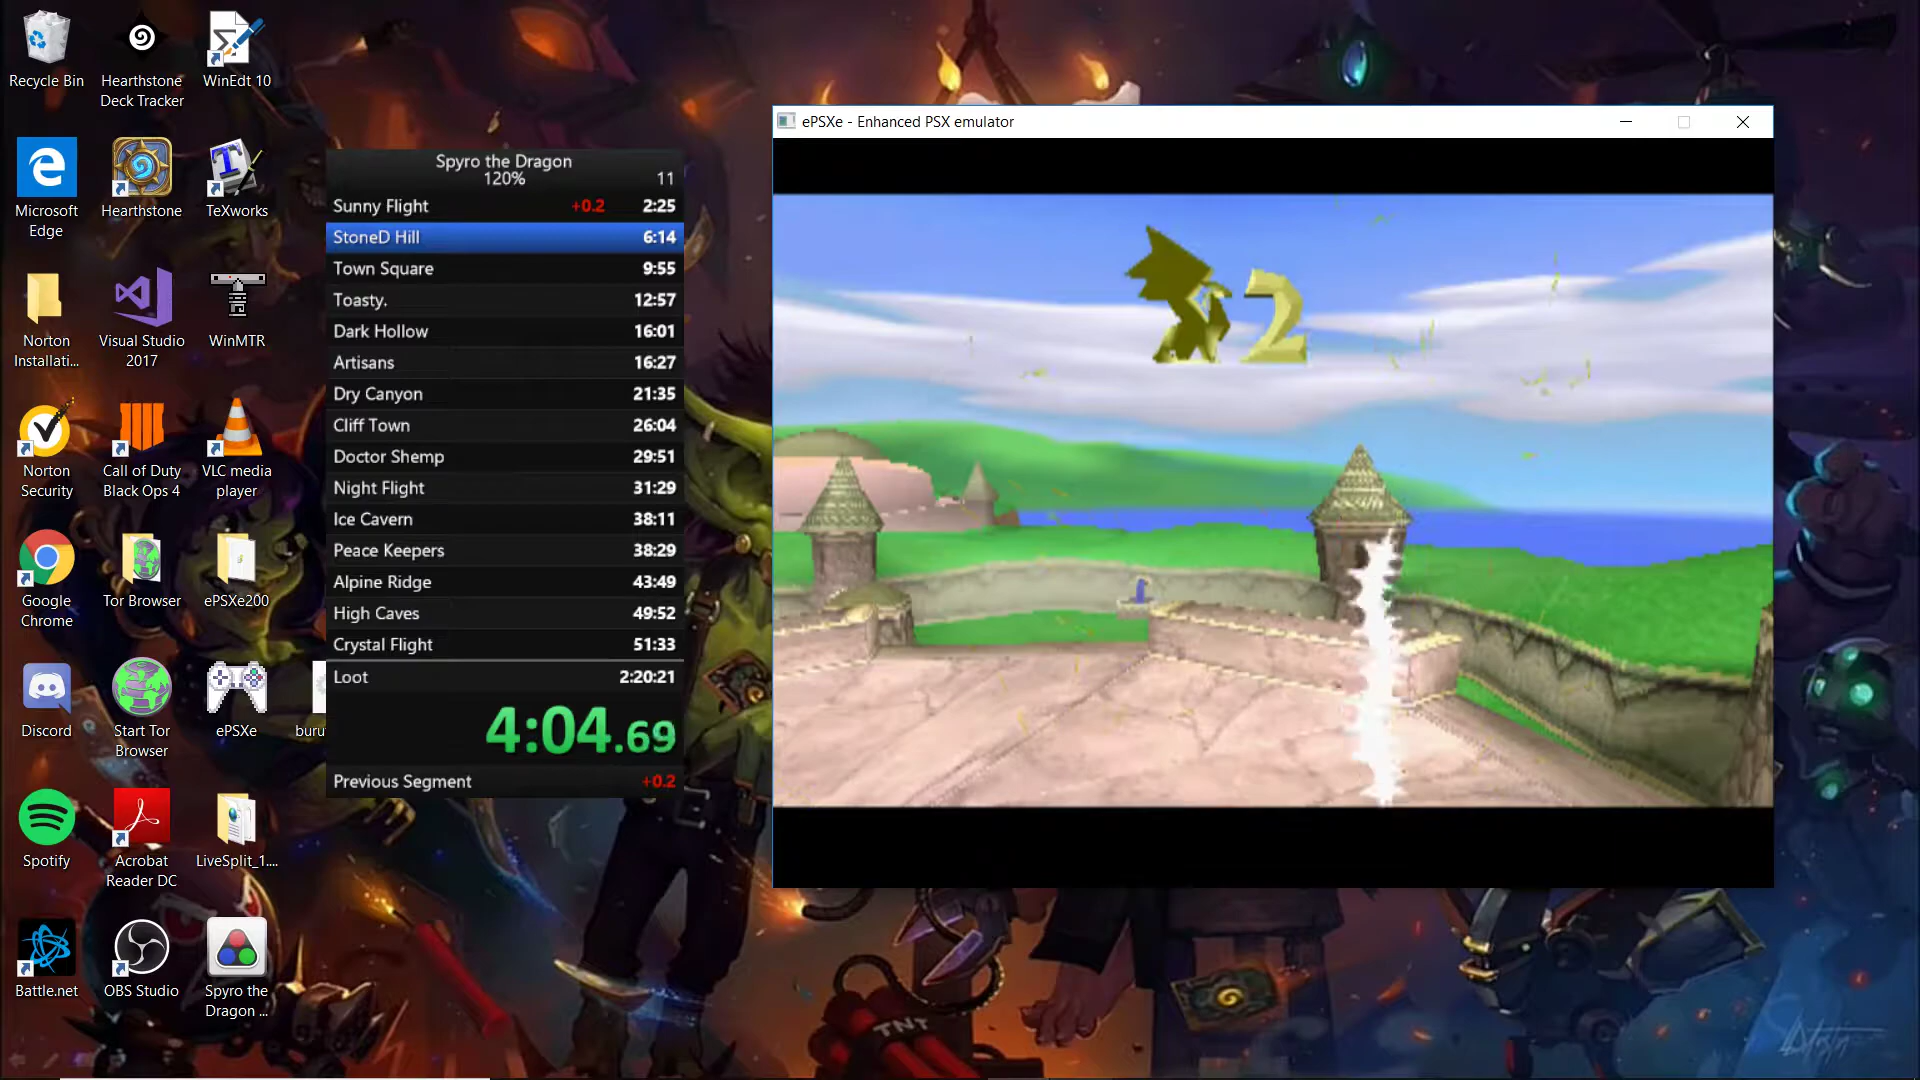 Recycle Bin
Hearthstone
Deck Tracker
WinEdt 10
Microsoft
Edge
Hearthstone
TeXworks
Norton
Installati...
Visual Studio
2017
WinMTR
Norton
Security
Call of Duty
Black Ops 4
VLC media
player
Google
Chrome
Tor Browser
ePSXe200
Discord
Start Tor
Browser
ePSXe
buru
Spotify
Acrobat
Reader DC
LiveSplit_1....
Battle.net
OBS Studio
Spyro the
Dragon ...
Spyro the Dragon
120% 11
Sunny Flight +0.2 2:25
StoneD Hill 6:14
Town Square 9:55
Toasty. 12:57
Dark Hollow 16:01
Artisans 16:27
Dry Canyon 21:35
Cliff Town 26:04
Doctor Shemp 29:51
Night Flight 31:29
Ice Cavern 38:11
Peace Keepers 38:29
Alpine Ridge 43:49
High Caves 49:52
Crystal Flight 51:33
Loot 2:20:21
4:04.69
Previous Segment +0.2
ePSXe - Enhanced PSX emulator
2
TNT